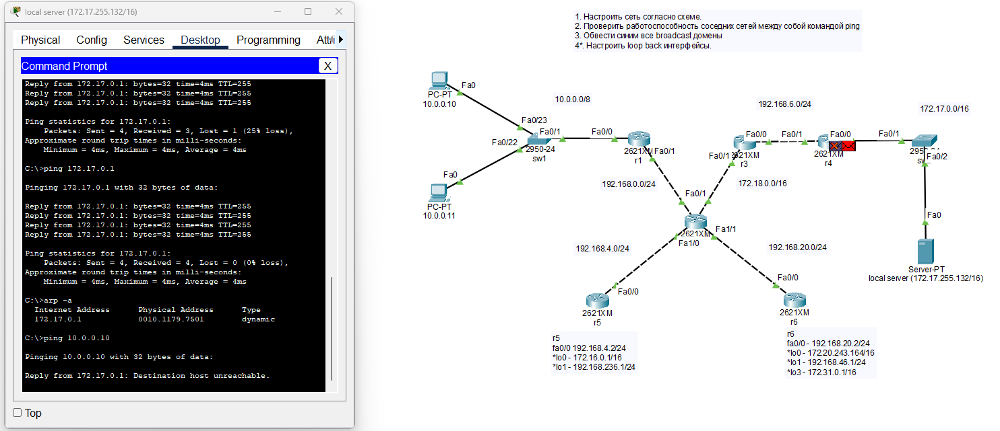 local server (172.17.255.132/16)
Physical Config Services Desktop Programming
Command Prompt X
Reply from 172.17.0.1: bytes=32 time=4ms TTL=255
Reply from 172.17.0.1: bytes=32 time=4ms TTL=255
Reply from 172.17.0.1: bytes=32 time=4ms TTL=255
Ping statistics for 172.17.0.1:
Packets: Sent = 4, Received = 3, Lost = 1 (25% loss),
Approximate round trip times in milli-seconds:
Minimum = 4ms, Maximum = 4ms, Average = 4ms
C:\>ping 172.17.0.1
Pinging 172.17.0.1 with 32 bytes of data:
Reply from 172.17.0.1: bytes=32 time=4ms TTL=255
Reply from 172.17.0.1: bytes=32 time=4ms TTL=255
Reply from 172.17.0.1: bytes=32 time=4ms TTL=255
Reply from 172.17.0.1: bytes=32 time=4ms TTL=255
Ping statistics for 172.17.0.1:
Packets: Sent = 4, Received = 4, Lost = 0 (0% loss),
Approximate round trip times in milli-seconds:
Minimum = 4ms, Maximum = 4ms, Average = 4ms
C:\>arp -a
Internet Address Physical Address Type
172.17.0.1 0010.1179.7501 dynamic
C:\>ping 10.0.0.10
Pinging 10.0.0.10 with 32 bytes of data:
Reply from 172.17.0.1: Destination host unreachable.
Top
1. Настроить сеть согласно схеме.
2. Проверить работоспособность соседних сетей между собой командой ping
3. Обвести синим все broadcast домены
4*. Настроить loop back интерфейсы.
Fa0
PC-PT
10.0.0.10
10.0.0.0/8
Fa0/23
Fa0/1
Fa0/22
2950-24
sw1
Fa0
PC-PT
10.0.0.11
Fa0/0
2621XM
r1
Fa0/1
192.168.0.0/24
192.168.6.0/24
172.17.0.0/16
Fa0/0
Fa0/1
2621XM
r3
Fa0/1
Fa0/0
2621XM
r4
Fa0/1
Fa0/2
172.18.0.0/16
Fa0/1
2621XM
Fa1/0
Fa1/1
192.168.4.0/24
192.168.20.0/24
Fa0
Server-PT
local server (172.17.255.132/16)
Fa0/0
2621XM
r5
Fa0/0
2621XM
r6
r5
fa0/0 192.168.4.2/24
*lo0 - 172.16.0.1/16
*lo1 - 192.168.236.1/24
r6
fa0/0 - 192.168.20.2/24
*lo0 - 172.20.243.164/16
*lo1 - 192.168.46.1/24
*lo3 - 172.31.0.1/16